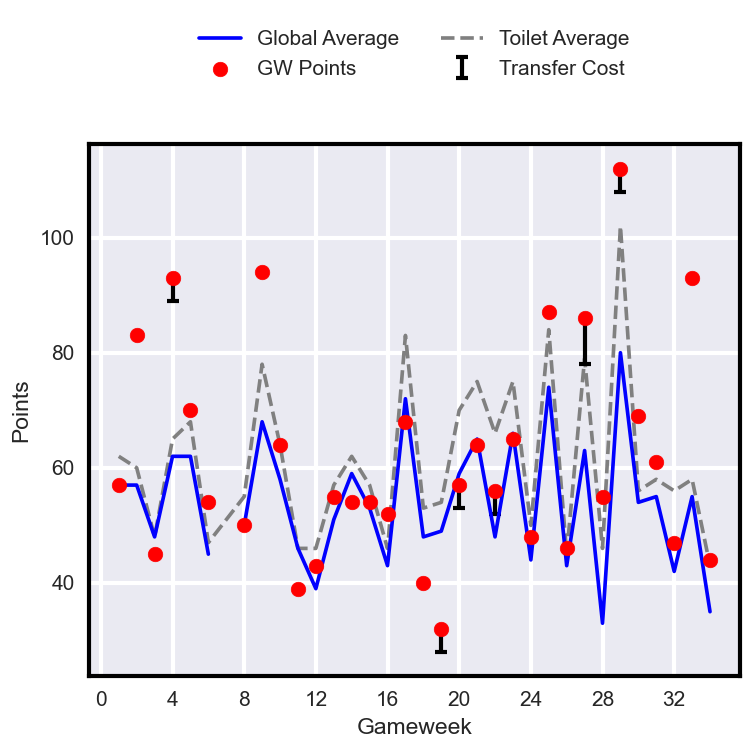 Global Average
Toilet Average
GW Points
Transfer Cost
100
80
60
40
Points
0 4 8 12 16 20 24 28 32
Gameweek